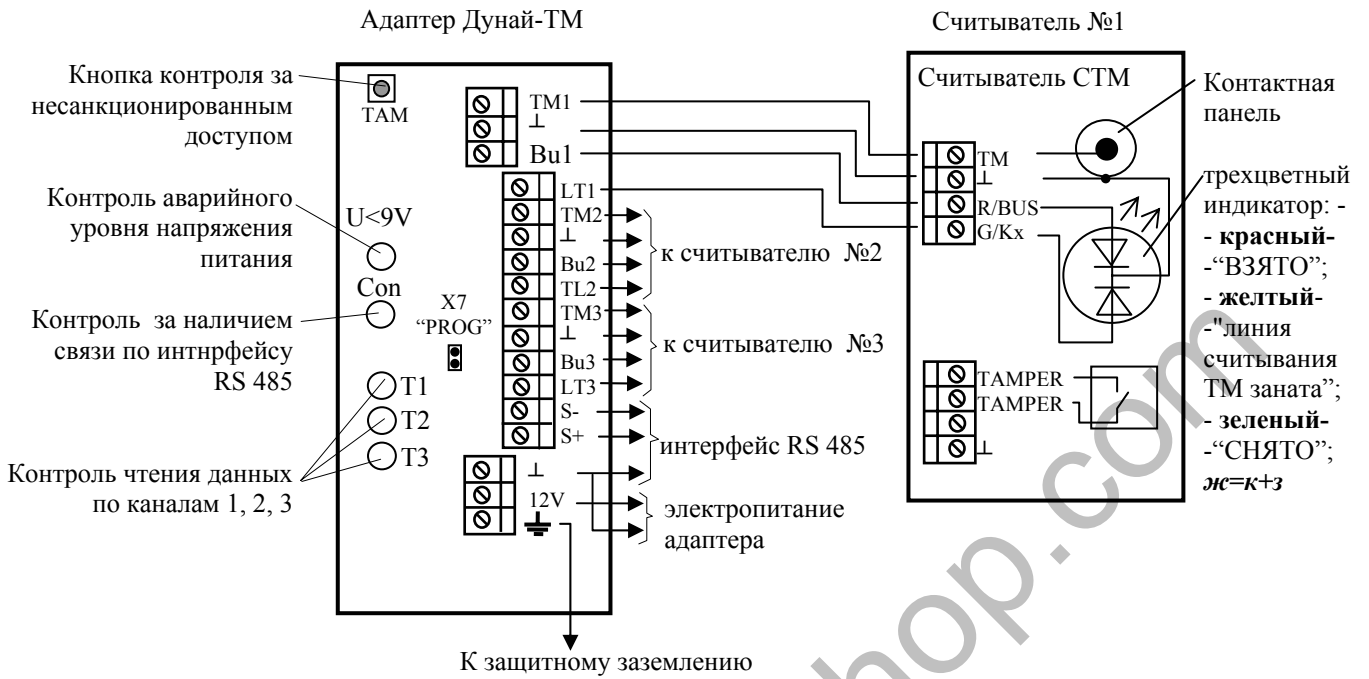 Адаптер Дунай-ТМ
Считыватель №1
Кнопка контроля за
несанкционированным
доступом
ТАМ
Контроль аварийного
уровня напряжения
питания
U<9V
Con
Контроль за наличием
связи по интнрфейсу
RS 485
X7
“PROG”
T1
T2
T3
Контроль чтения данных
по каналам 1, 2, 3
TM1
⊥
Bu1
LT1
TM2
⊥
Bu2
TL2
TM3
⊥
Bu3
LT3
S-
S+
⊥
12V
к считывателю №2
к считывателю №3
интерфейс RS 485
электропитание
адаптера
К защитному заземлению
Считыватель СТМ
TM
⊥
R/BUS
G/Kx
TAMPER
TAMPER
⊥
Контактная
панель
трехцветный
индикатор: -
- красный-
-“ВЗЯТО”;
- желтый-
-"линия
считывания
ТМ заната”;
- зеленый-
-“СНЯТО”;
ж=к+з
hop.com